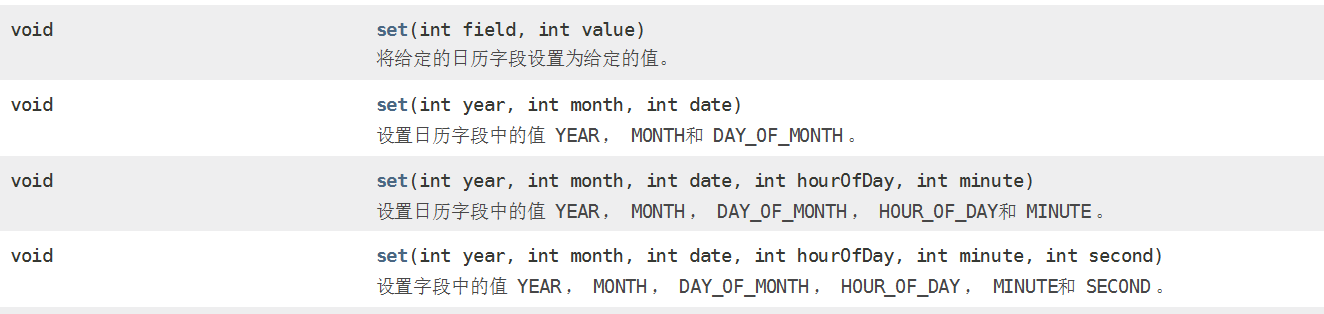 void set(int field, int value)
将给定的日历字段设置为给定的值。
void set(int year, int month, int date)
设置日历字段中的值 YEAR， MONTH和 DAY_OF_MONTH 。
void set(int year, int month, int date, int hourOfDay, int minute)
设置日历字段中的值 YEAR， MONTH， DAY_OF_MONTH， HOUR_OF_DAY和 MINUTE 。
void set(int year, int month, int date, int hourOfDay, int minute, int second)
设置字段中的值 YEAR， MONTH， DAY_OF_MONTH， HOUR_OF_DAY， MINUTE和 SECOND 。